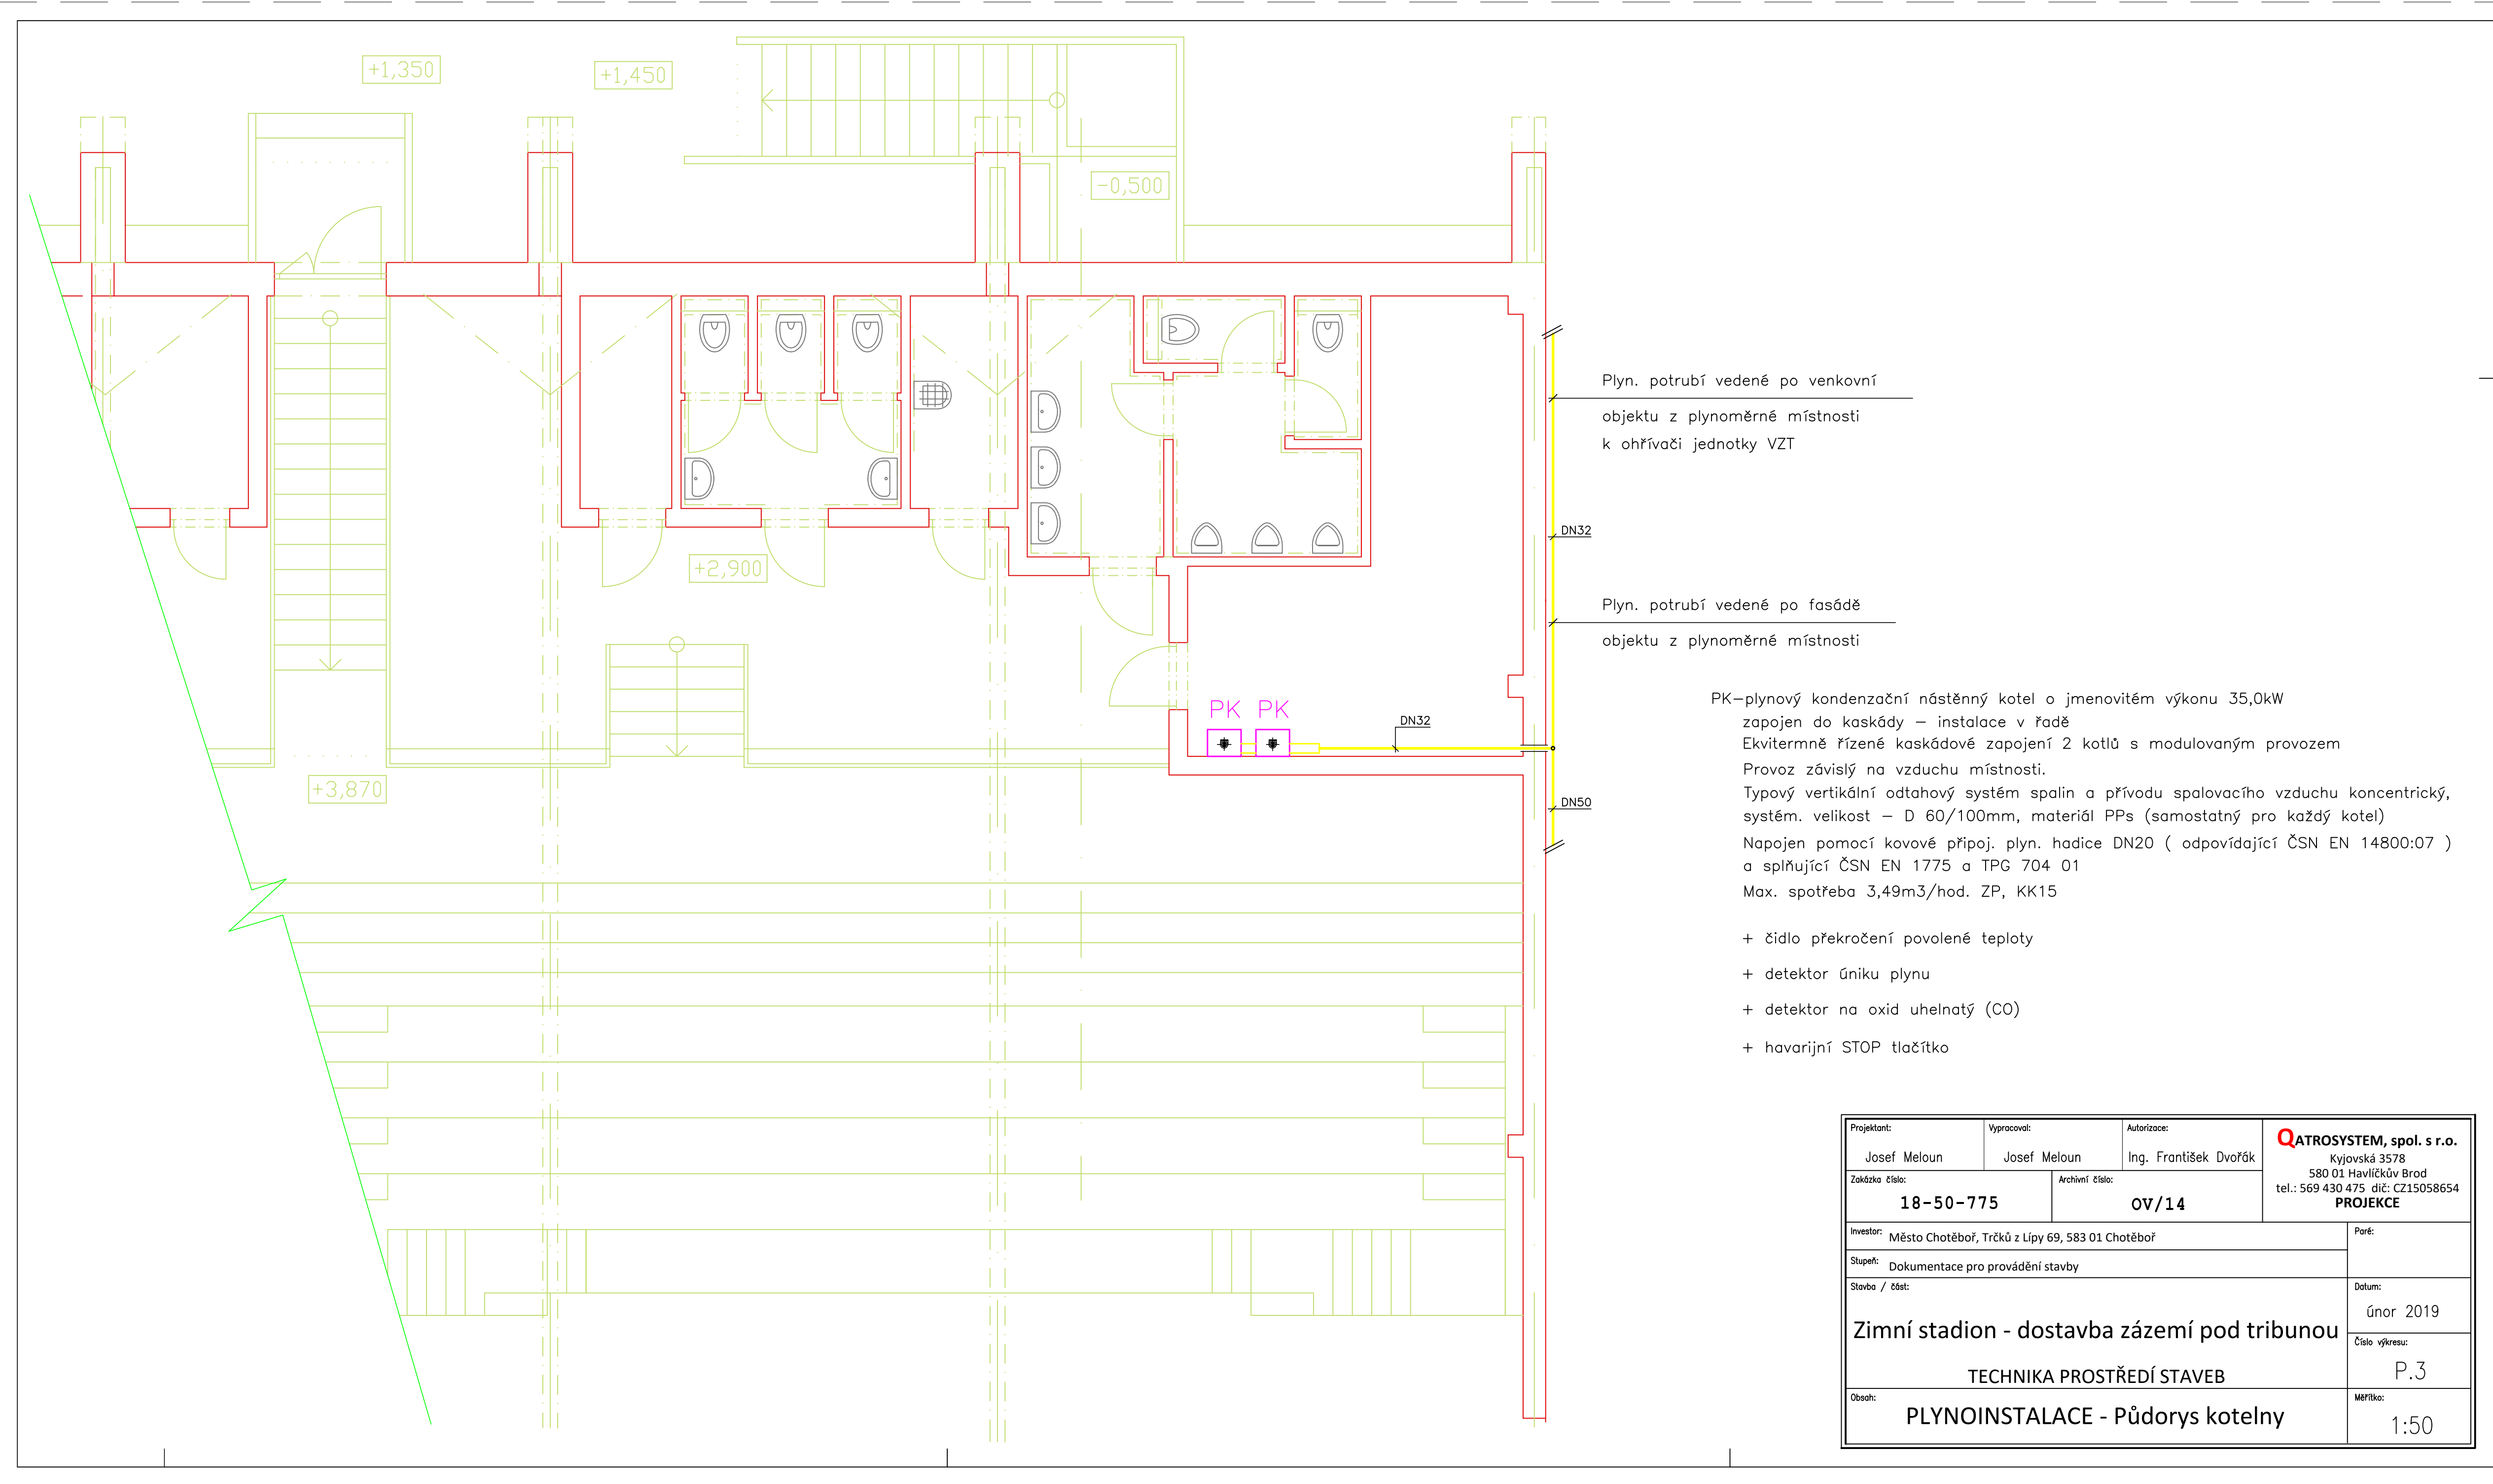 +1,350
+1,450
-0,500
Plyn. potrubí vedené po venkovní
objektu z plynoměrné místnosti
k ohřívači jednotky VZT
DN32
+2,900
Plyn. potrubí vedené po fasádě
objektu z plynoměrné místnosti
PK PK
DN32
+3,870
DN50
PK-plynový kondenzační nástěnný kotel o jmenovitém výkonu 35,0kW
zapojen do kaskády - instalace v řadě
Ekvitermně řízené kaskádové zapojení 2 kotlů s modulovaným provozem
Provoz závislý na vzduchu místnosti.
Typový vertikální odtahový systém spalin a přívodu spalovacího vzduchu koncentrický,
systém. velikost - D 60/100mm, materiál PPs (samostatný pro každý kotel)
Napojen pomocí kovové připoj. plyn. hadice DN20 ( odpovídající ČSN EN 14800:07 )
a splňující ČSN EN 1775 a TPG 704 01
Max. spotřeba 3,49m3/hod. ZP, KK15
+ čidlo překročení povolené teploty
+ detektor úniku plynu
+ detektor na oxid uhelnatý (CO)
+ havarijní STOP tlačítko
Projektant:
Josef Meloun
Vypracoval:
Josef Meloun
Autorizace:
Ing. František Dvořák
QATROSYSTEM, spol. s r.o.
Kyjovská 3578
580 01 Havlíčkův Brod
tel.: 569 430 475 dič: CZ15058654
PROJEKCE
Zakázka číslo:
18-50-775
Archivní číslo:
OV/14
Investor: Město Chotěboř, Trčků z Lípy 69, 583 01 Chotěboř
Paré:
Stupeň: Dokumentace pro provádění stavby
Stavba / část:
Zimní stadion - dostavba zázemí pod tribunou
TECHNIKA PROSTŘEDÍ STAVEB
Datum:
únor 2019
Číslo výkresu:
P.3
Obsah:
PLYNOINSTALACE - Půdorys kotelny
Měřítko:
1:50